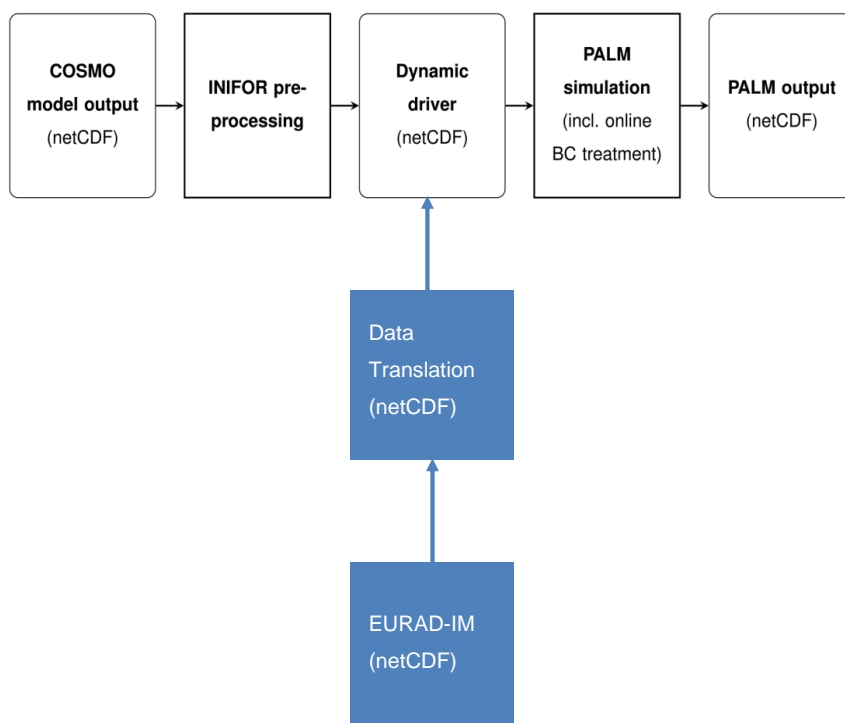 COSMO
model output
(netCDF)
INIFOR pre-
processing
Dynamic
driver
(netCDF)
PALM
simulation
(incl. online
BC treatment)
PALM output
(netCDF)
Data
Translation
(netCDF)
EURAD-IM
(netCDF)